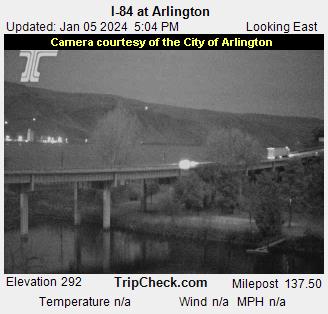 I-84 at Arlington
Updated: Jan 05 2024 5:04 PM Looking East
Camera courtesy of the City of Arlington
Elevation 292 TripCheck.com Milepost 137.50
Temperature n/a Wind n/a MPH n/a